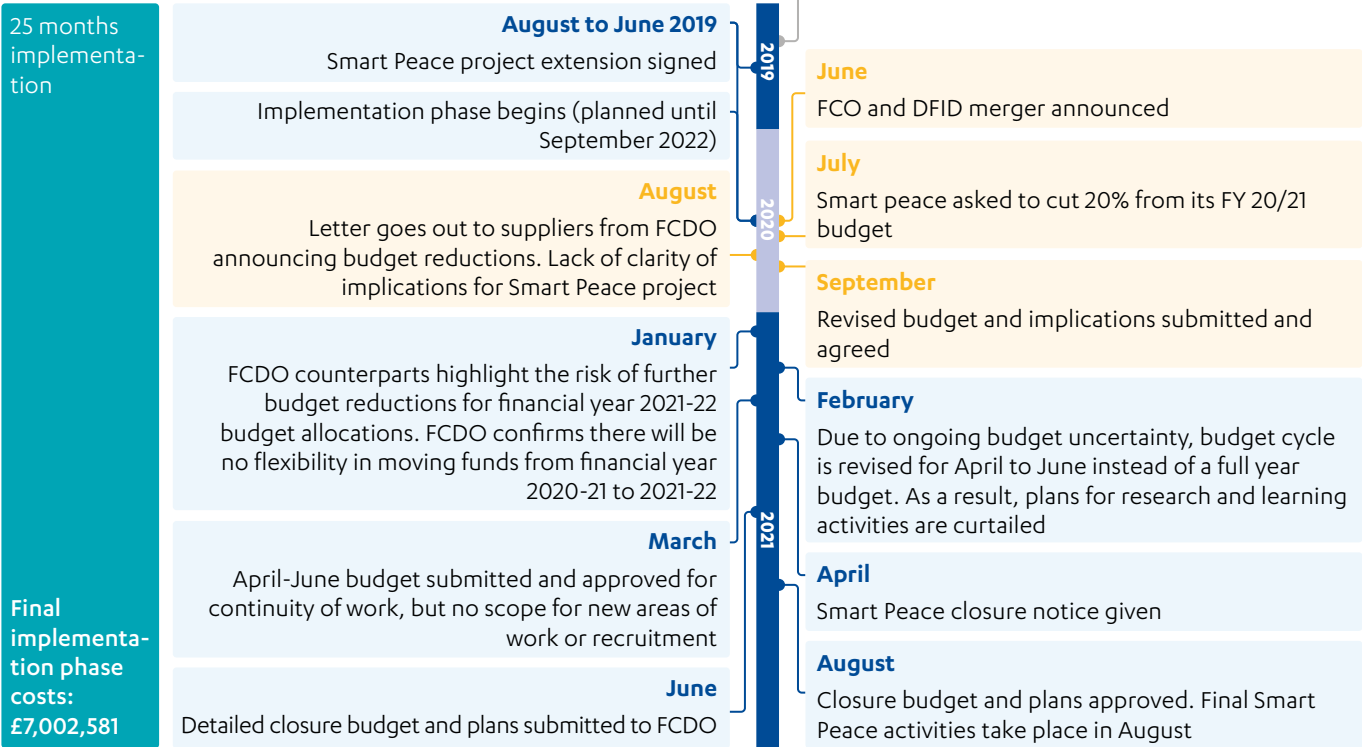 25 months
implementa-
tion
Final
implementa-
tion phase
costs:
£7,002,581
August to June 2019
Smart Peace project extension signed
Implementation phase begins (planned until
September 2022)
August
Letter goes out to suppliers from FCDO
announcing budget reductions. Lack of clarity of
implications for Smart Peace project
January
FCDO counterparts highlight the risk of further
budget reductions for financial year 2021-22
budget allocations. FCDO confirms there will be
no flexibility in moving funds from financial year
2020-21 to 2021-22
March
April-June budget submitted and approved for
continuity of work, but no scope for new areas of
work or recruitment
June
Detailed closure budget and plans submitted to FCDO
2019
2020
2021
June
FCO and DFID merger announced
July
Smart peace asked to cut 20% from its FY 20/21
budget
September
Revised budget and implications submitted and
agreed
February
Due to ongoing budget uncertainty, budget cycle
is revised for April to June instead of a full year
budget. As a result, plans for research and learning
activities are curtailed
April
Smart Peace closure notice given
August
Closure budget and plans approved. Final Smart
Peace activities take place in August